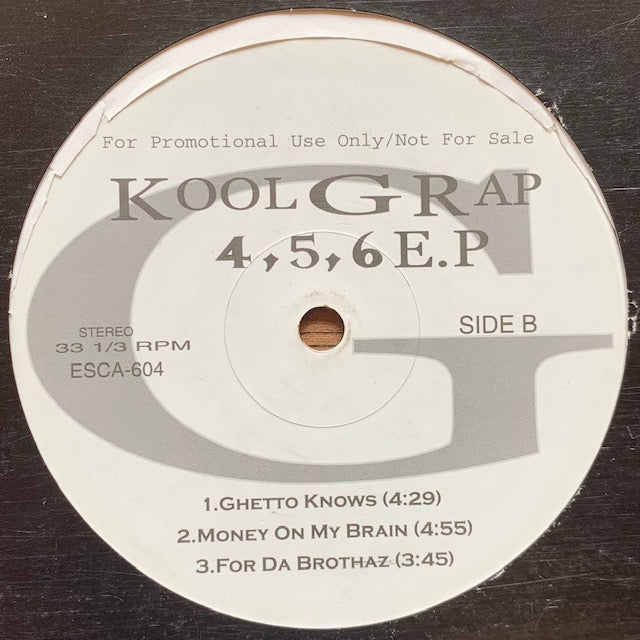 For Promotional Use Only/Not For Sale
KOOL G RAP
4,5,6 E.P
SIDE B
STEREO
33 1/3 RPM
ESCA-604
G
1.GHETTO KNOWS (4:29)
2.MONEY ON MY BRAIN (4:55)
3.FOR DA BROTHAZ (3:45)